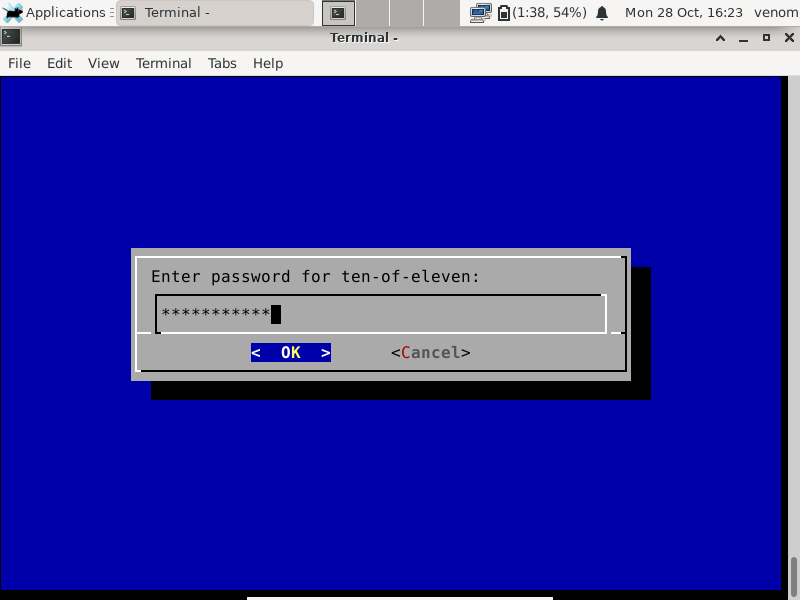 Applications Terminal - (1:38, 54%) Mon 28 Oct, 16:23 venom
Terminal -
File Edit View Terminal Tabs Help
Enter password for ten-of-eleven:
***********
< OK > <Cancel>